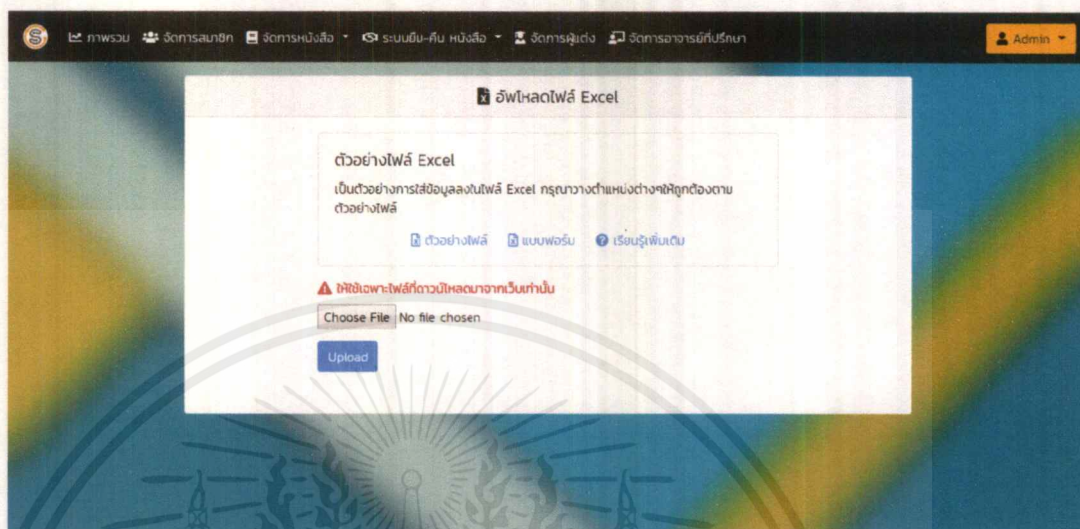 ภาพรวม จัดการสมาชิก จัดการหนังสือ ระบบยืม-คืน หนังสือ จัดการผู้แต่ง จัดการอาจารย์ที่ปรึกษา Admin
อัพโหลดไฟล์ Excel
ตัวอย่างไฟล์ Excel
เป็นตัวอย่างการใส่ข้อมูลลงในไฟล์ Excel กรุณาวางตำแหน่งต่างๆให้ถูกต้องตาม
ตัวอย่างไฟล์
ตัวอย่างไฟล์ แบบฟอร์ม เรียนรู้เพิ่มเติม
ให้ใช้เฉพาะไฟล์ที่ดาวน์โหลดมาจากเว็บเท่านั้น
Choose File No file chosen
Upload